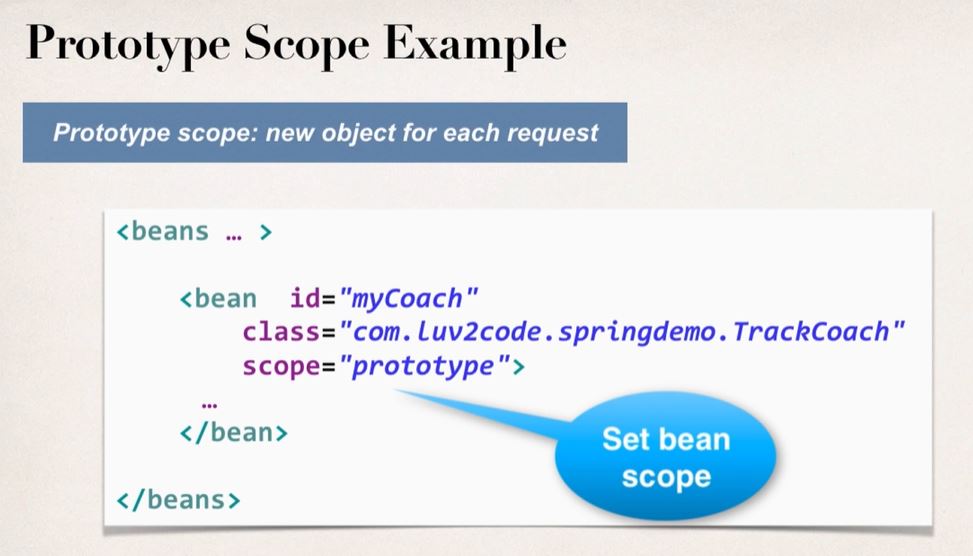 Prototype Scope Example
Prototype scope: new object for each request
<beans … >
<bean id="myCoach"
class="com.luv2code.springdemo.TrackCoach"
scope="prototype">
…
</bean>
Set bean
scope
</beans>